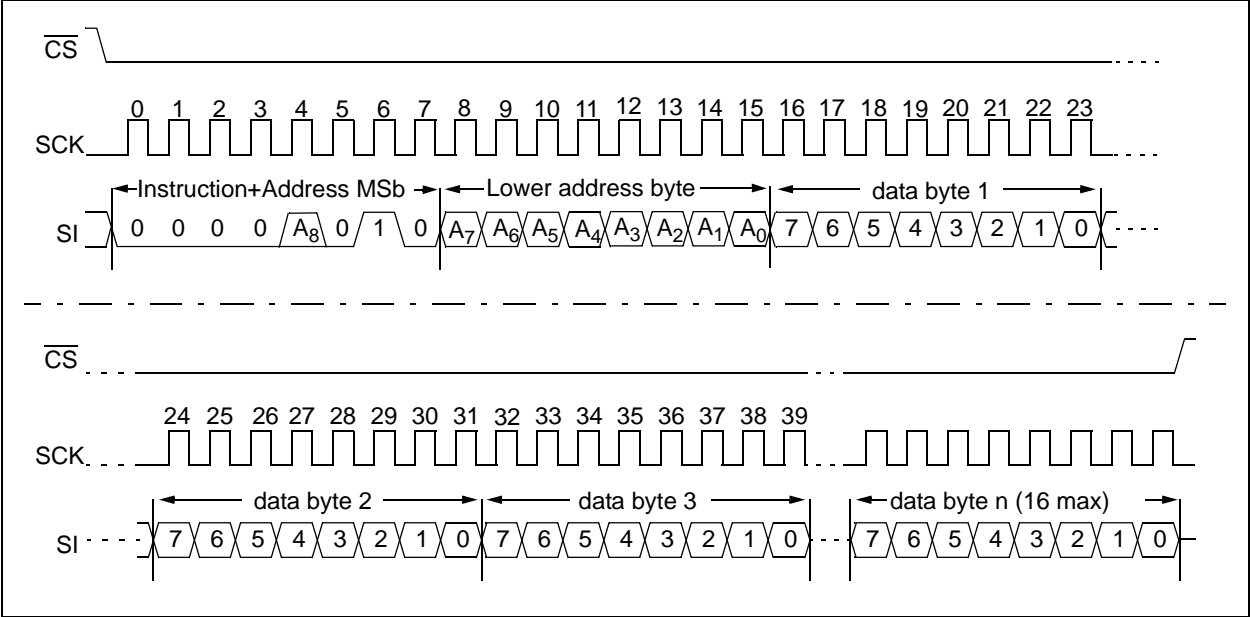 CS
0 1 2 3 4 5 6 7 8 9 10 11 12 13 14 15 16 17 18 19 20 21 22 23
SCK
Instruction+Address MSb Lower address byte data byte 1
SI 0 0 0 0 A8 0 1 0 A7 A6 A5 A4 A3 A2 A1 A0 7 6 5 4 3 2 1 0
CS
24 25 26 27 28 29 30 31 32 33 34 35 36 37 38 39
SCK
data byte 2 data byte 3 data byte n (16 max)
SI 7 6 5 4 3 2 1 0 7 6 5 4 3 2 1 0 7 6 5 4 3 2 1 0